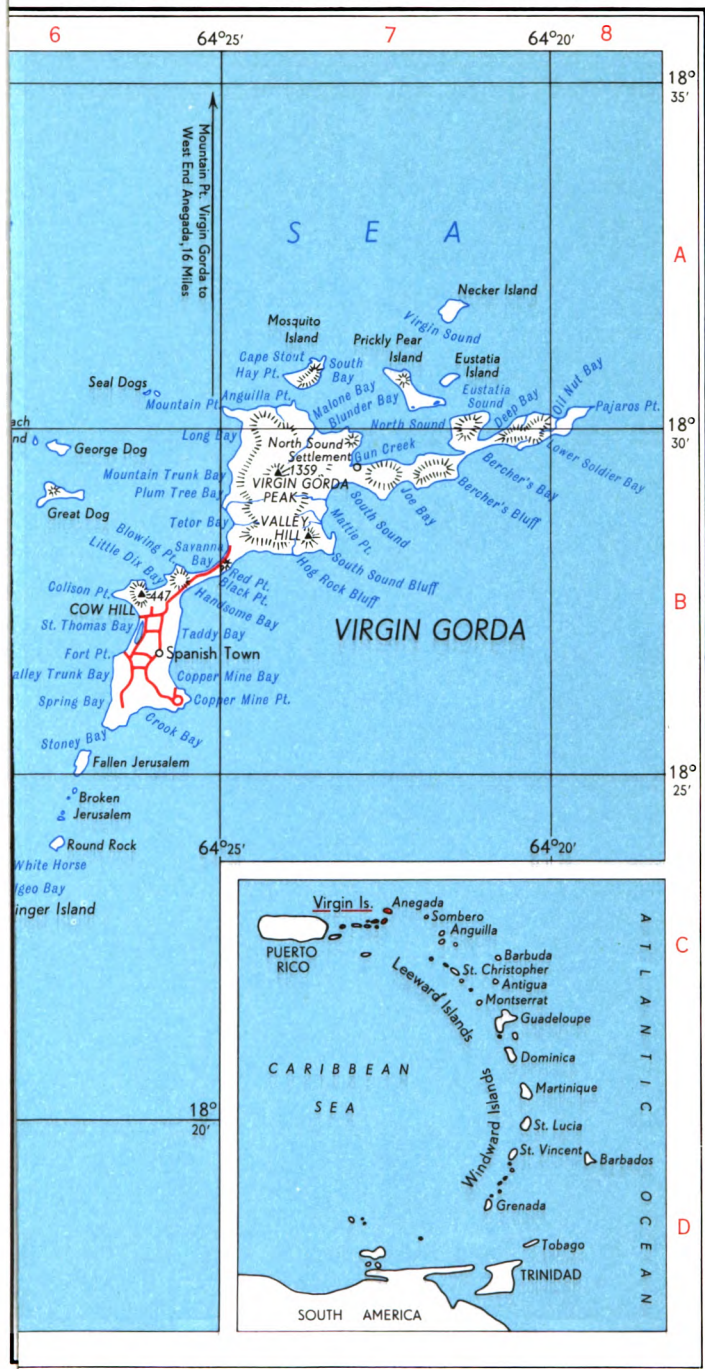 6
64°25′
7
64°20′
8
18°
35′
Mountain Pt. Virgin Gorda to
West End Anegada, 16 Miles
S E A
A
Necker Island
Virgin Sound
Mosquito
Island
Prickly Pear
Island
Cape Stout
Hay Pt.
South
Bay
Eustatia
Island
Seal Dogs
Mountain Pt.
Anguilla Pt.
Malone Bay
Blunder Bay
Eustatia
Sound
Deep Bay
Oil Nut Bay
Pajaros Pt.
ach
nd
Long Bay
North Sound
18°
30′
George Dog
North Sound
Settlement
Gun Creek
Lower Soldier Bay
Mountain Trunk Bay
1359
Bercher's Bay
VIRGIN GORDA
PEAK
Plum Tree Bay
Joe Bay
Bercher's Bluff
Great Dog
South Sound
Tetor Bay
VALLEY
HILL
Mattie Pt.
Blowing Pt.
Savanna
Bay
South Sound Bluff
Little Dix Bay
Red Pt.
Hog Rock Bluff
Black Pt.
Colison Pt.
447
Handsome Bay
B
COW HILL
St. Thomas Bay
Taddy Bay
VIRGIN GORDA
Fort Pt.
Spanish Town
alley Trunk Bay
Copper Mine Bay
Spring Bay
Copper Mine Pt.
Crook Bay
Stoney Bay
Fallen Jerusalem
18°
25′
Broken
Jerusalem
Round Rock
64°25′
64°20′
White Horse
lgeo Bay
inger Island
Virgin Is.
Anegada
Sombero
Anguilla
C
PUERTO
RICO
Barbuda
St. Christopher
Antigua
Leeward Islands
Montserrat
Guadeloupe
ATLANTIC OCEAN
Dominica
CARIBBEAN
SEA
Martinique
Windward Islands
18°
20′
St. Lucia
St. Vincent
Barbados
Grenada
D
Tobago
TRINIDAD
SOUTH AMERICA